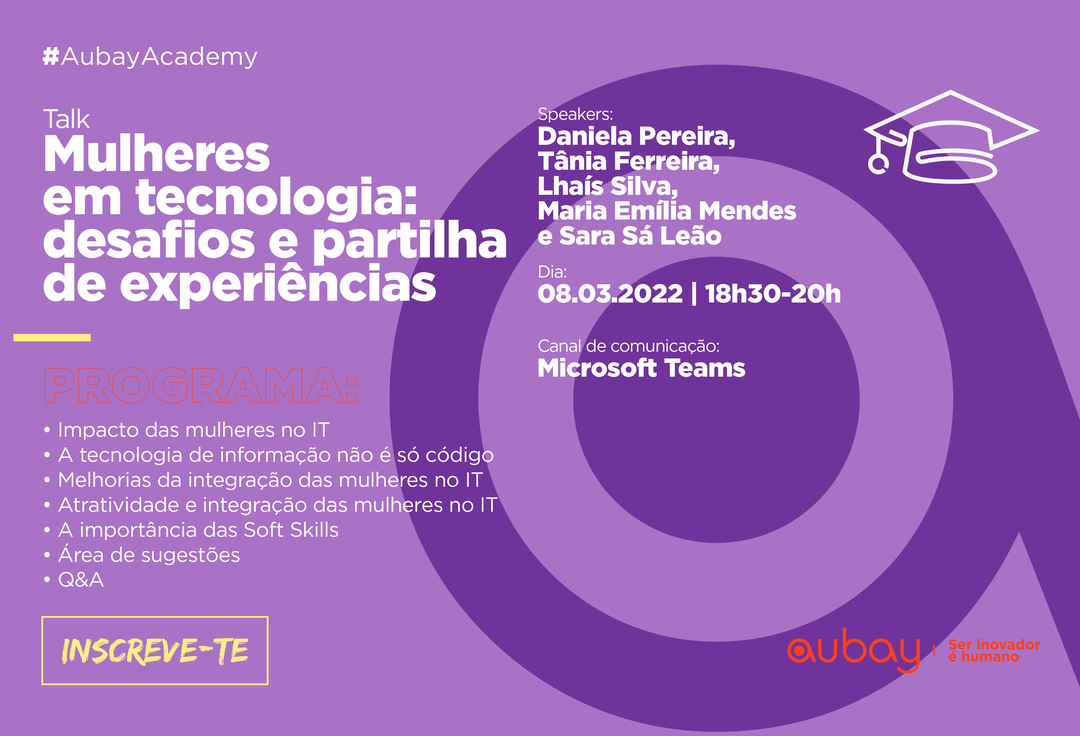 #AubayAcademy
Talk
Mulheres
em tecnologia:
desafios e partilha
de experiências
PROGRAMA:
• Impacto das mulheres no IT
• A tecnologia de informação não é só código
• Melhorias da integração das mulheres no IT
• Atratividade e integração das mulheres no IT
• A importância das Soft Skills
• Área de sugestões
• Q&A
INSCREVE-TE
Speakers:
Daniela Pereira,
Tânia Ferreira,
Lhaís Silva,
Maria Emília Mendes
e Sara Sá Leão
Dia:
08.03.2022 | 18h30-20h
Canal de comunicação:
Microsoft Teams
aubay
Ser inovador
é humano